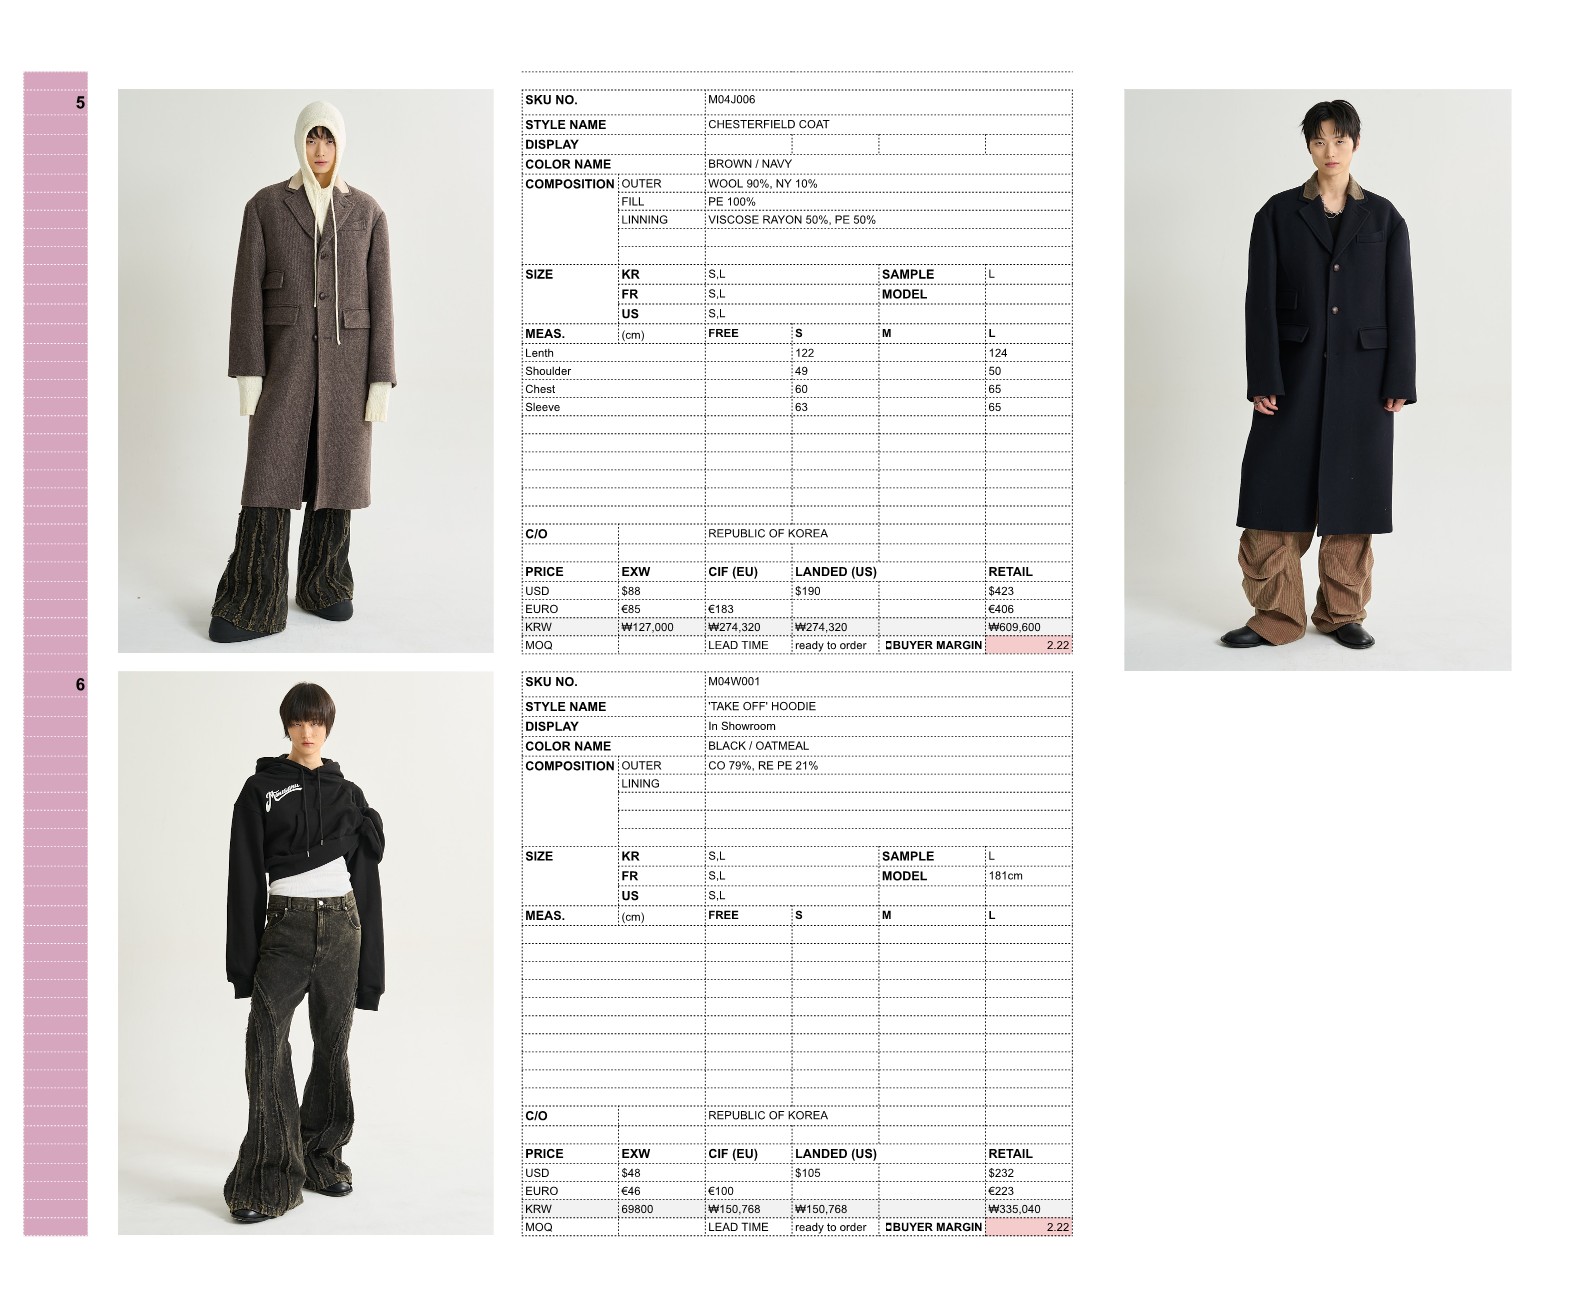 5
SKU NO. M04J006
STYLE NAME CHESTERFIELD COAT
DISPLAY
COLOR NAME BROWN / NAVY
COMPOSITION OUTER WOOL 90%, NY 10%
FILL PE 100%
LINNING VISCOSE RAYON 50%, PE 50%
SIZE KR S,L SAMPLE L
FR S,L MODEL
US S,L
MEAS. (cm) FREE S M L
Lenth 122 124
Shoulder 49 50
Chest 60 65
Sleeve 63 65
C/O REPUBLIC OF KOREA
PRICE EXW CIF (EU) LANDED (US) RETAIL
USD $88 $190 $423
EURO €85 €183 €406
KRW ₩127,000 ₩274,320 ₩274,320 ₩609,600
MOQ LEAD TIME ready to order BUYER MARGIN 2.22
6
SKU NO. M04W001
STYLE NAME 'TAKE OFF' HOODIE
DISPLAY In Showroom
COLOR NAME BLACK / OATMEAL
COMPOSITION OUTER CO 79%, RE PE 21%
LINING
SIZE KR S,L SAMPLE L
FR S,L MODEL 181cm
US S,L
MEAS. (cm) FREE S M L
C/O REPUBLIC OF KOREA
PRICE EXW CIF (EU) LANDED (US) RETAIL
USD $48 $105 $232
EURO €46 €100 €223
KRW 69800 ₩150,768 ₩150,768 ₩335,040
MOQ LEAD TIME ready to order BUYER MARGIN 2.22